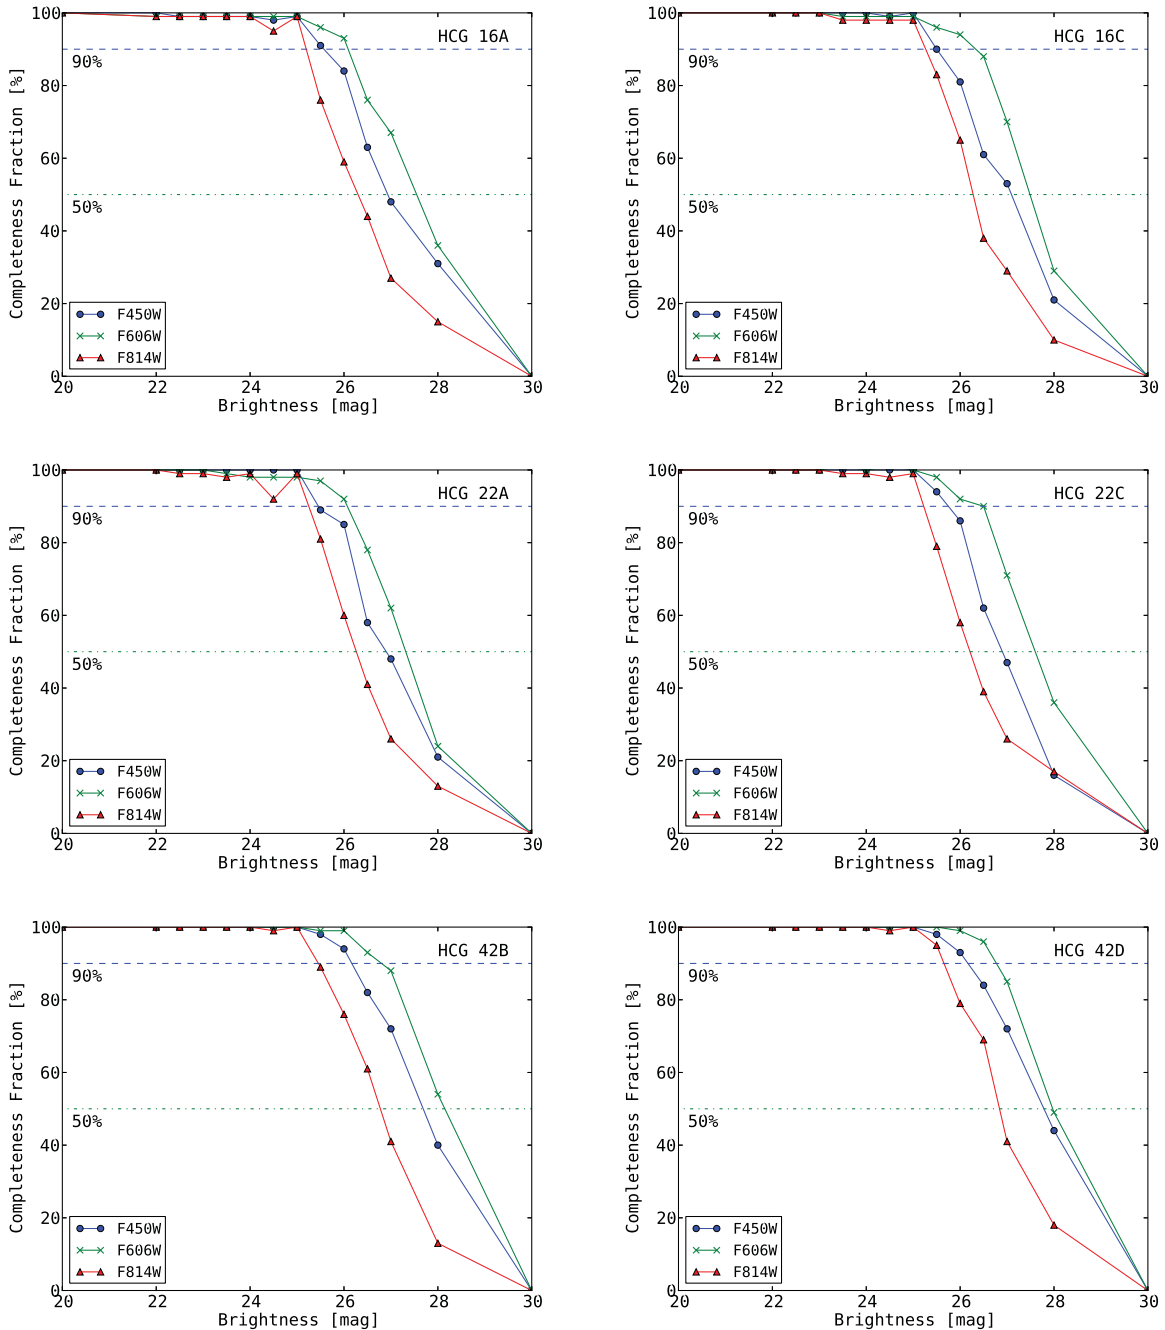 HCG 16A
90%
50%
Completeness Fraction [%]
100
80
60
40
20
0
F450W
F606W
F814W
20 22 24 26 28 30
Brightness [mag]
HCG 16C
90%
50%
Completeness Fraction [%]
100
80
60
40
20
0
F450W
F606W
F814W
20 22 24 26 28 30
Brightness [mag]
HCG 22A
90%
50%
Completeness Fraction [%]
100
80
60
40
20
0
F450W
F606W
F814W
20 22 24 26 28 30
Brightness [mag]
HCG 22C
90%
50%
Completeness Fraction [%]
100
80
60
40
20
0
F450W
F606W
F814W
20 22 24 26 28 30
Brightness [mag]
HCG 42B
90%
50%
Completeness Fraction [%]
100
80
60
40
20
0
F450W
F606W
F814W
20 22 24 26 28 30
Brightness [mag]
HCG 42D
90%
50%
Completeness Fraction [%]
100
80
60
40
20
0
F450W
F606W
F814W
20 22 24 26 28 30
Brightness [mag]